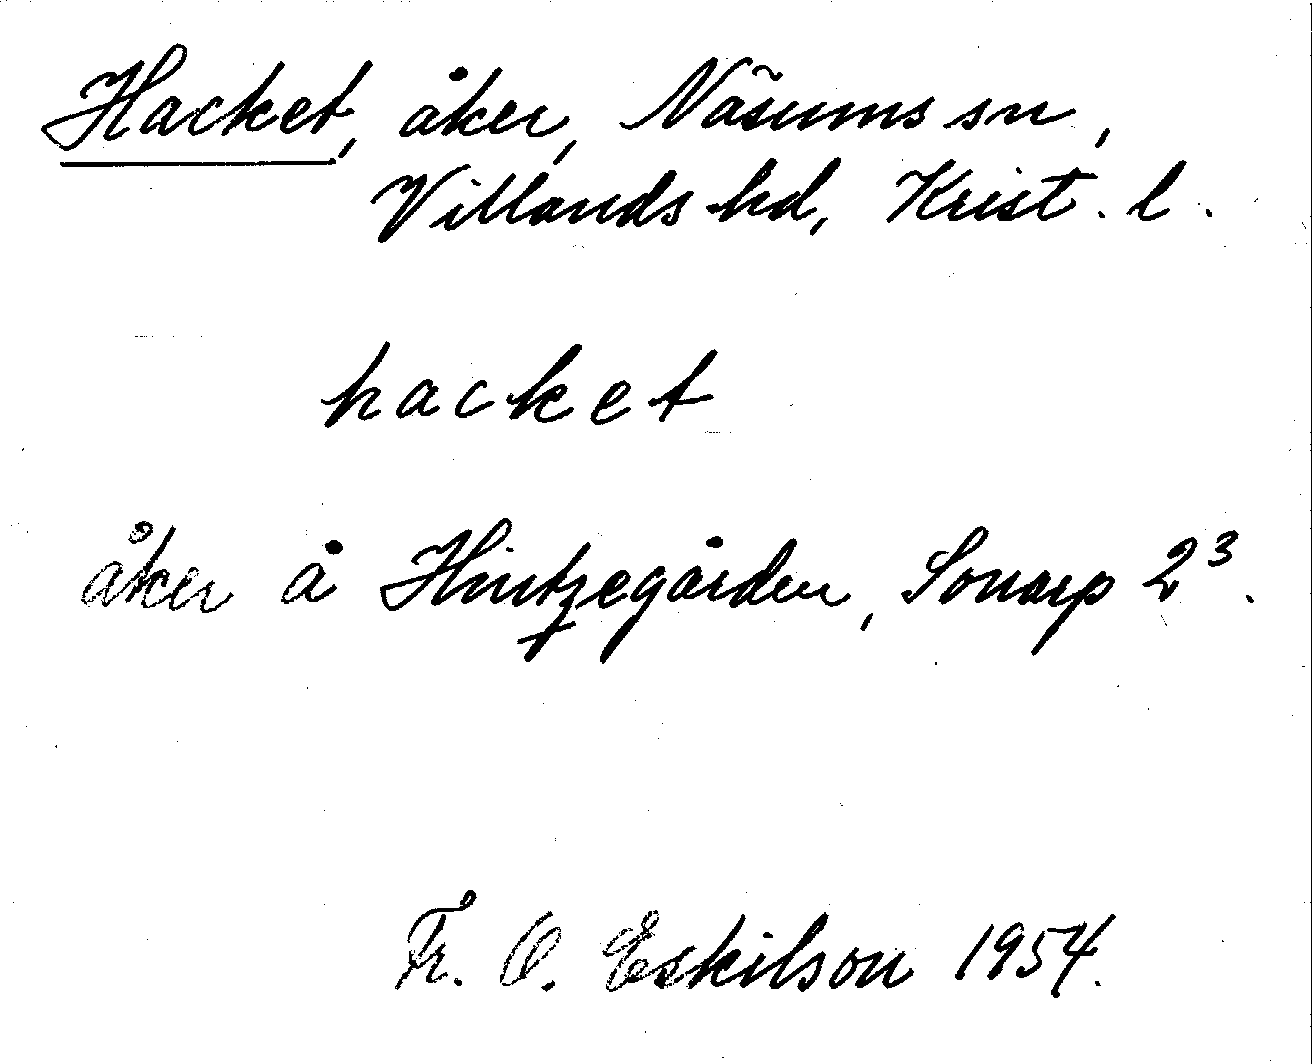 Hacket, åker, Näsums sn,
Villands hd, Krist. l.
hacket
åker å Hintzegården, Sonarp 2³.
Fr. O. Eskilson 1954.